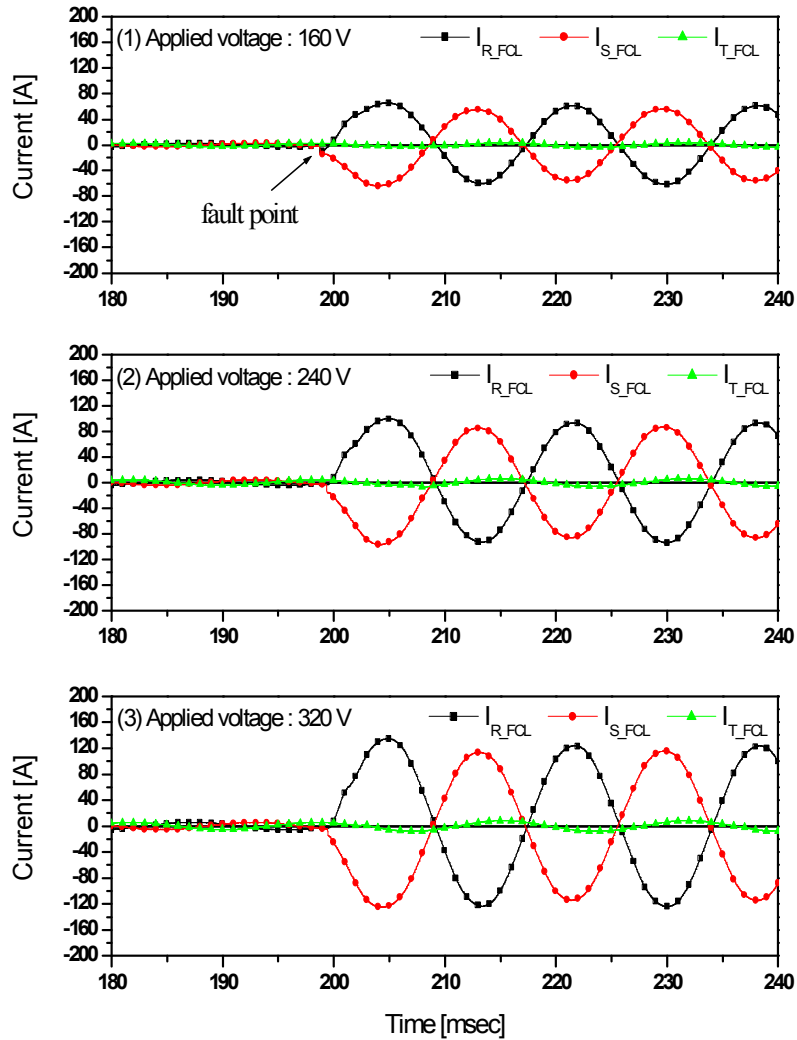 200
160
120
80
40
0
-40
-80
-120
-160
-200
Current [A]
(1) Applied voltage : 160 V
I_R_FCL I_S_FCL I_T_FCL
fault point
180 190 200 210 220 230 240
200
160
120
80
40
0
-40
-80
-120
-160
-200
Current [A]
(2) Applied voltage : 240 V
I_R_FCL I_S_FCL I_T_FCL
180 190 200 210 220 230 240
200
160
120
80
40
0
-40
-80
-120
-160
-200
Current [A]
(3) Applied voltage : 320 V
I_R_FCL I_S_FCL I_T_FCL
180 190 200 210 220 230 240
Time [msec]